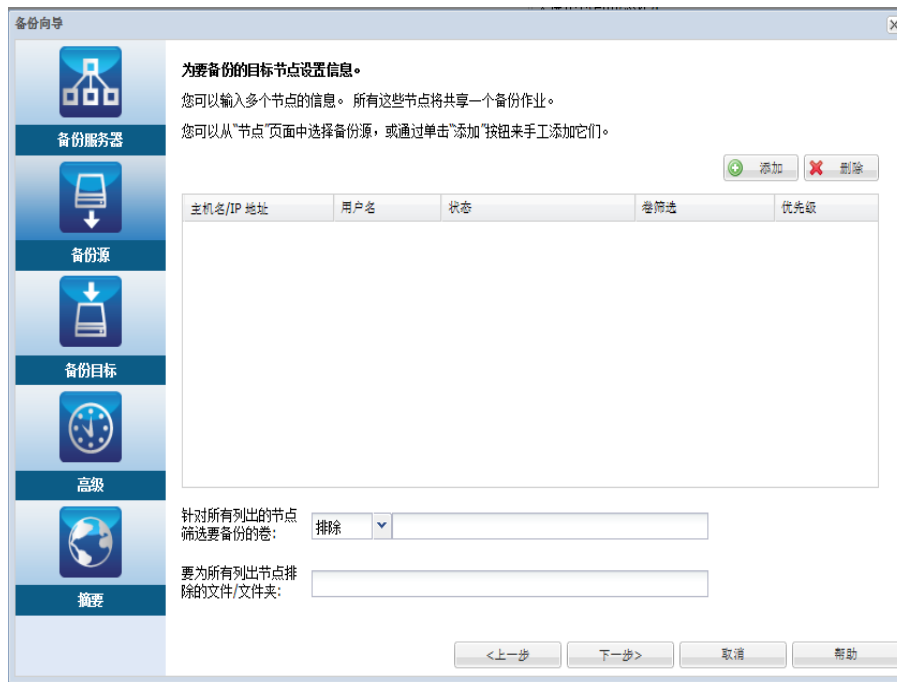 备份向导
备份服务器
备份源
备份目标
高级
摘要
为要备份的目标节点设置信息。
您可以输入多个节点的信息。 所有这些节点将共享一个备份作业。
您可以从“节点”页面中选择备份源，或通过单击“添加”按钮来手工添加它们。
添加 删除
主机名/IP 地址 用户名 状态 卷筛选 优先级
针对所有列出的节点
筛选要备份的卷:
排除
要为所有列出节点排
除的文件/文件夹:
<上一步 下一步> 取消 帮助